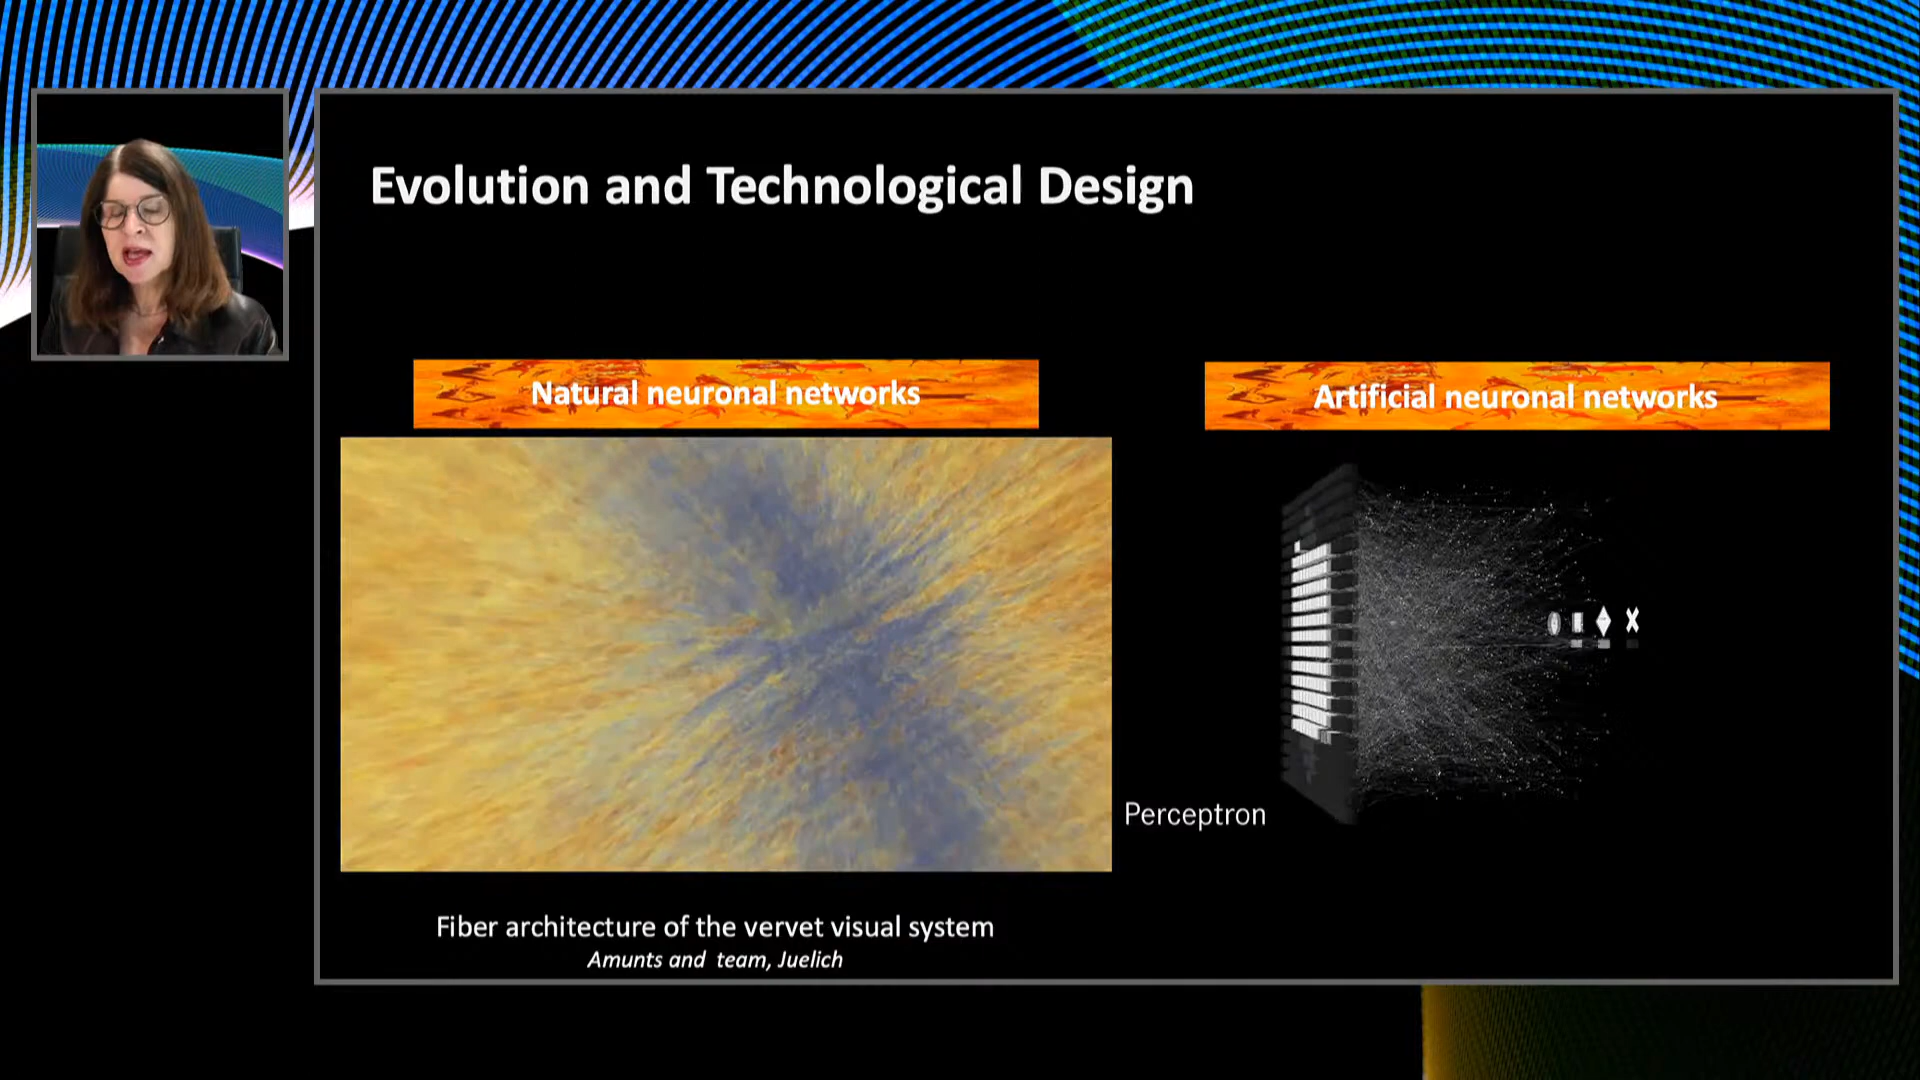 Evolution and Technological Design
Natural neuronal networks
Artificial neuronal networks
Perceptron
Fiber architecture of the vervet visual system
Amunts and team, Juelich